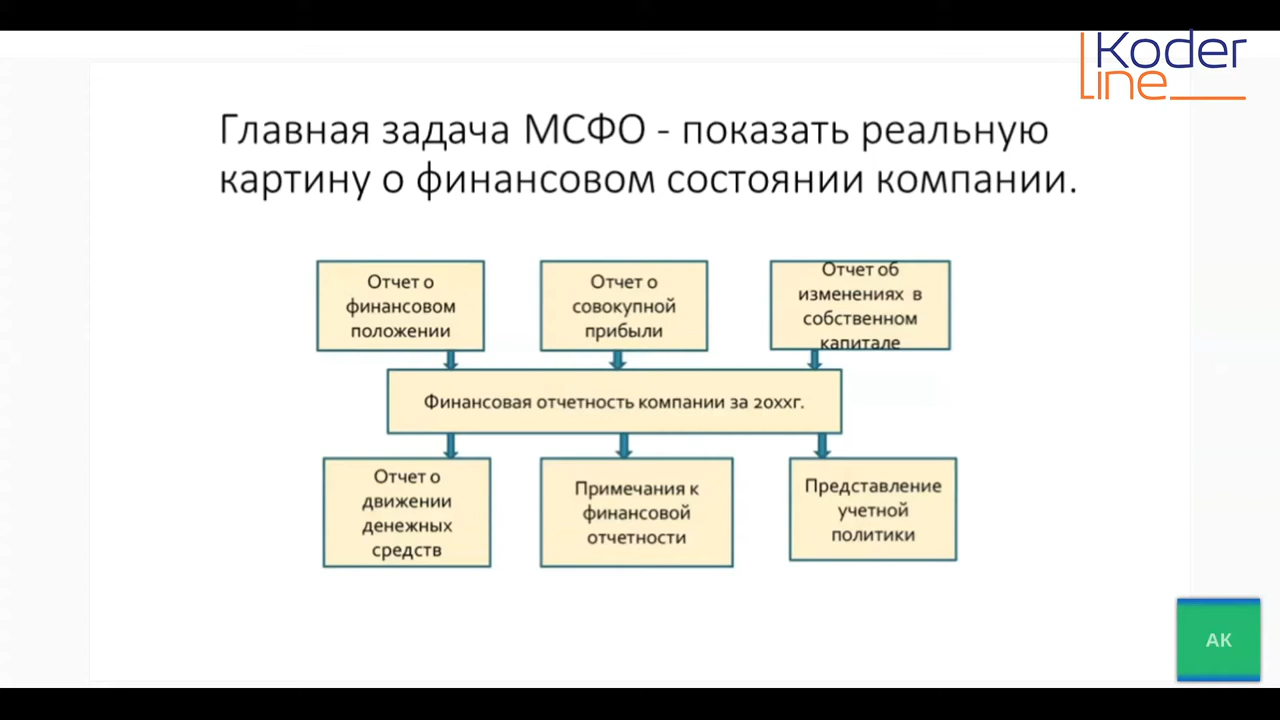 Koder
line
Главная задача МСФО - показать реальную
картину о финансовом состоянии компании.
Отчет о
финансовом
положении
Отчет о
совокупной
прибыли
Отчет об
изменениях в
собственном
капитале
Финансовая отчетность компании за 20ххг.
Отчет о
движении
денежных
средств
Примечания к
финансовой
отчетности
Представление
учетной
политики
АК